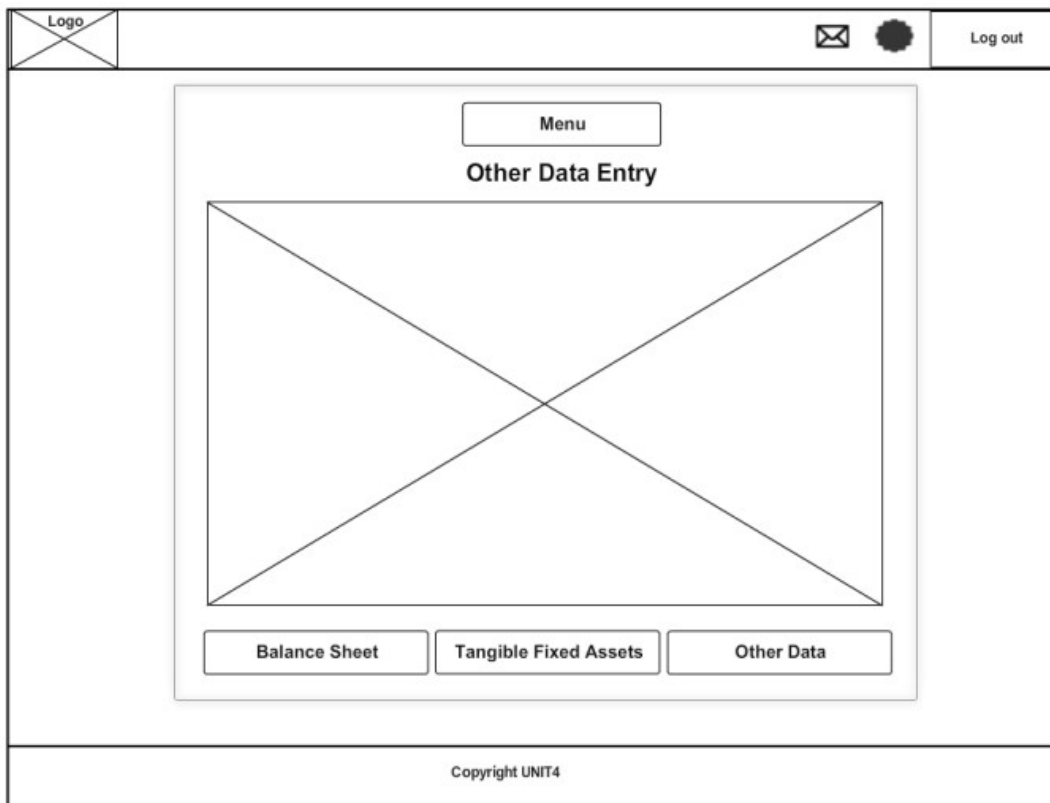 Logo
Log out
Menu
Other Data Entry
Balance Sheet
Tangible Fixed Assets
Other Data
Copyright UNIT4